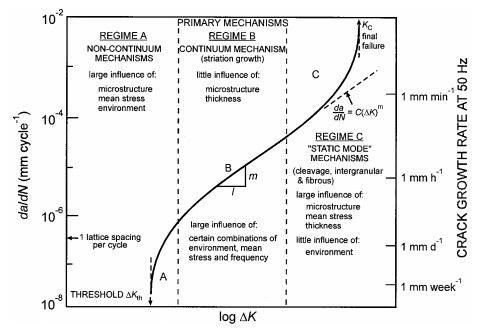 PRIMARY MECHANISMS
REGIME A
NON-CONTINUUM
MECHANISMS
large influence of:
microstructure
mean stress
environment
REGIME B
CONTINUUM MECHANISM
(striation growth)
little influence of:
microstructure
thickness
K_C
final
failure
C
da/dN = C(ΔK)^m
REGIME C
"STATIC MODE"
MECHANISMS
(cleavage, intergranular
& fibrous)
large influence of:
microstructure
mean stress
thickness
little influence of:
environment
B
m
l
large influence of:
certain combinations of
environment, mean
stress and frequency
1 lattice spacing
per cycle
A
THRESHOLD ΔK_th
10^-2
10^-4
10^-6
10^-8
da/dN (mm cycle^-1)
log ΔK
1 mm min^-1
1 mm h^-1
1 mm d^-1
1 mm week^-1
CRACK GROWTH RATE AT 50 Hz